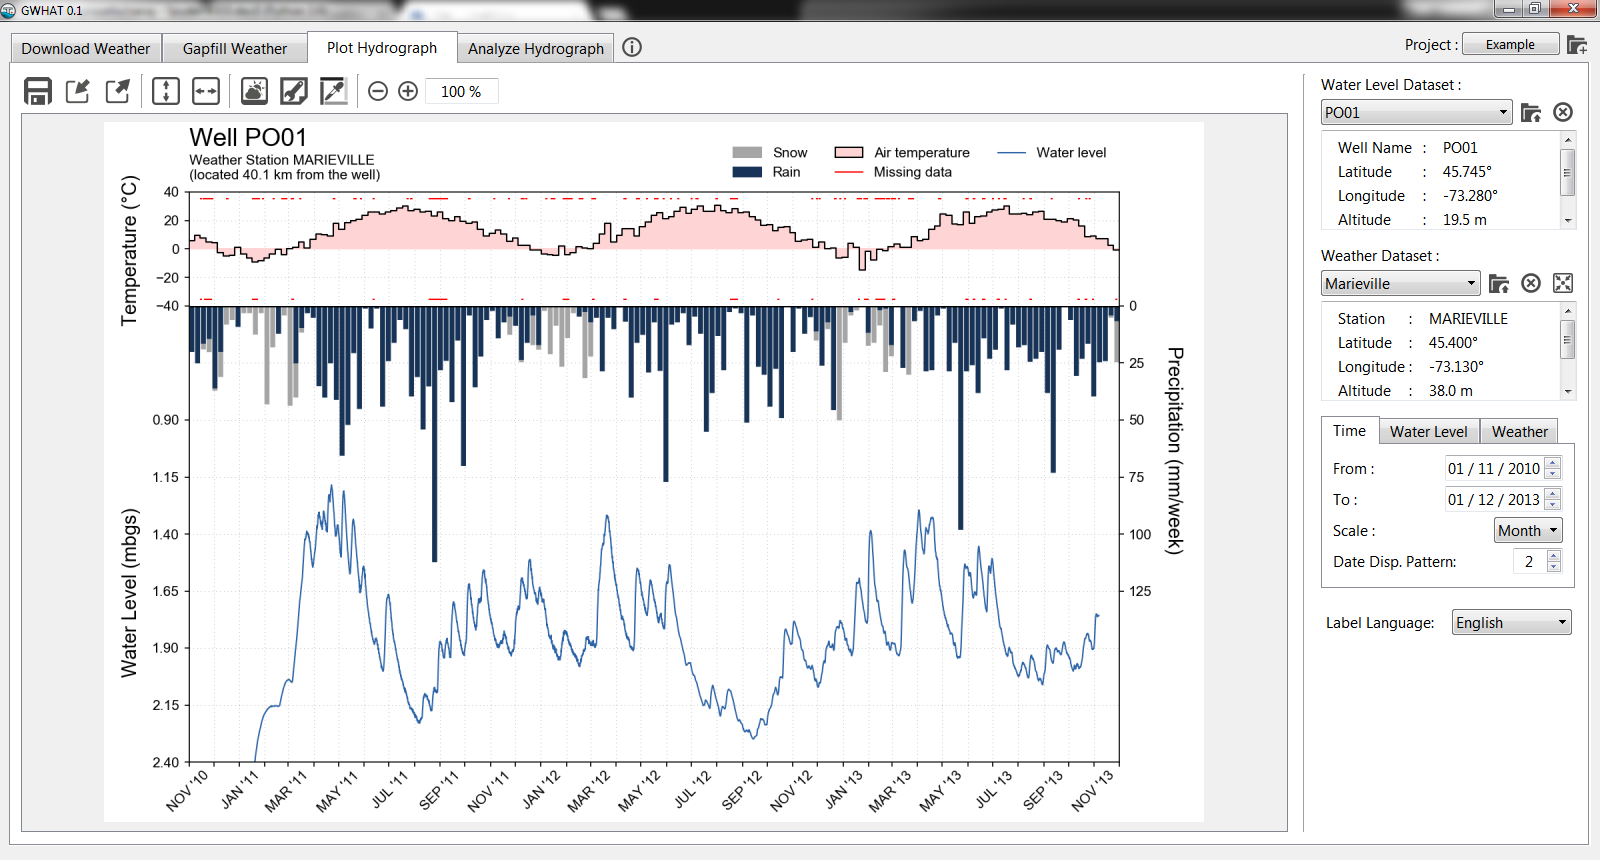 GWHAT 0.1
Download Weather
Gapfill Weather
Plot Hydrograph
Analyze Hydrograph
Project :
Example
100 %
Well PO01
Weather Station MARIEVILLE
(located 40.1 km from the well)
Snow
Rain
Air temperature
Missing data
Water level
Temperature (°C)
40
20
0
−20
−40
Water Level (mbgs)
0.90
1.15
1.40
1.65
1.90
2.15
2.40
Precipitation (mm/week)
0
25
50
75
100
125
NOV '10
JAN '11
MAR '11
MAY '11
JUL '11
SEP '11
NOV '11
JAN '12
MAR '12
MAY '12
JUL '12
SEP '12
NOV '12
JAN '13
MAR '13
MAY '13
JUL '13
SEP '13
NOV '13
Water Level Dataset :
PO01
Well Name : PO01
Latitude : 45.745°
Longitude : -73.280°
Altitude : 19.5 m
Weather Dataset :
Marieville
Station : MARIEVILLE
Latitude : 45.400°
Longitude : -73.130°
Altitude : 38.0 m
Time
Water Level
Weather
From : 01 / 11 / 2010
To : 01 / 12 / 2013
Scale : Month
Date Disp. Pattern: 2
Label Language: English